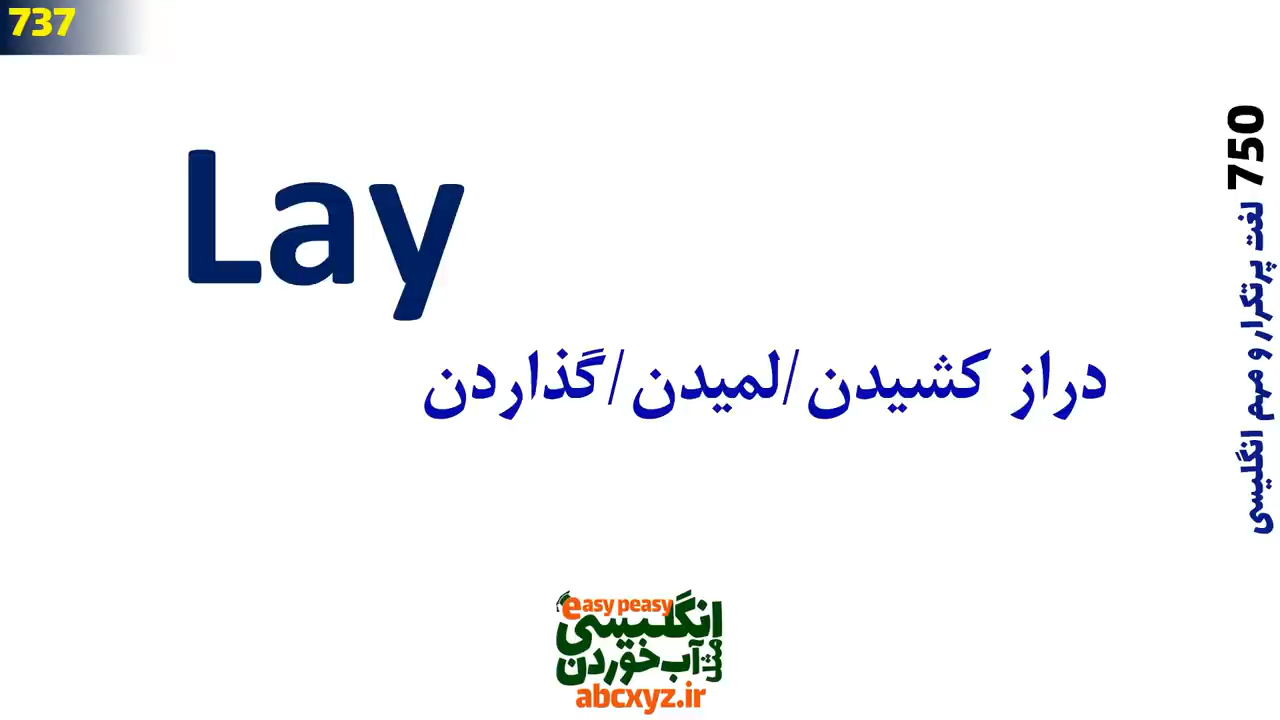 737
Lay
دراز کشیدن/لمیدن/گذاردن
750 لغت پرتکرار و مهم انگلیسی
easy peasy
انگلیسی
مثل آب خوردن
abcxyz.ir